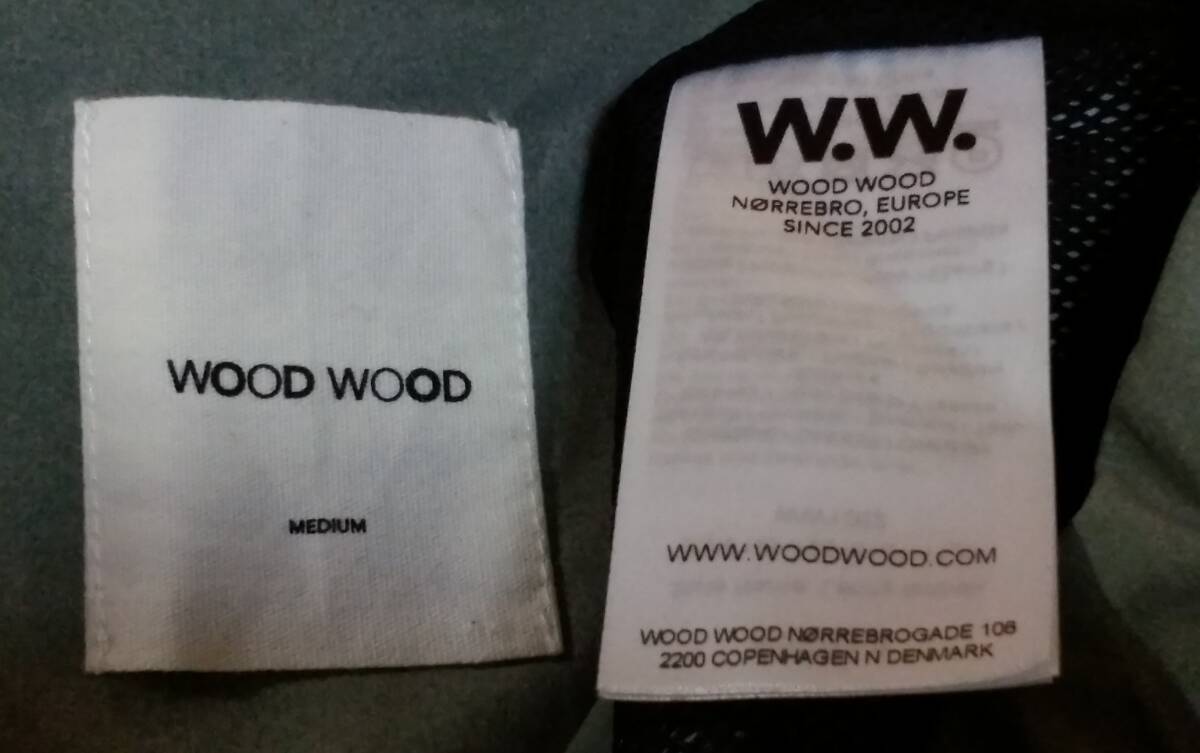 WOOD WOOD
MEDIUM
W.W.
WOOD WOOD
NØRREBRO, EUROPE
SINCE 2002
WWW.WOODWOOD.COM
WOOD WOOD NØRREBROGADE 106
2200 COPENHAGEN N DENMARK